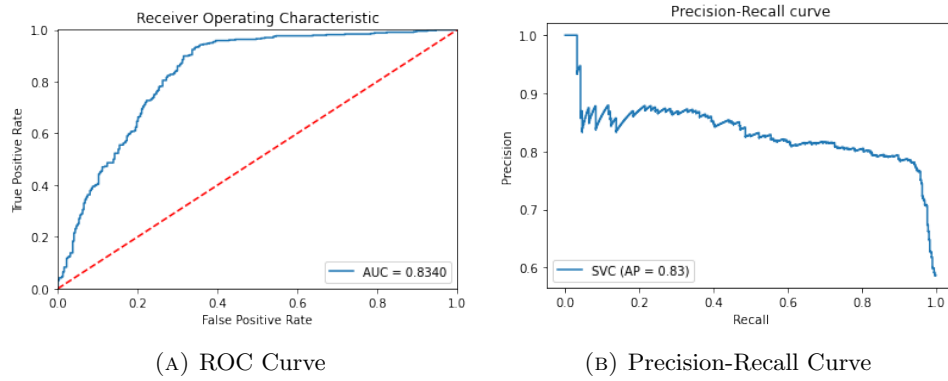 Receiver Operating Characteristic
1.0
0.8
0.6
0.4
0.2
0.0
True Positive Rate
0.0 0.2 0.4 0.6 0.8 1.0
False Positive Rate
AUC = 0.8340
(A) ROC Curve
Precision-Recall curve
1.0
0.9
0.8
0.7
0.6
Precision
0.0 0.2 0.4 0.6 0.8 1.0
Recall
SVC (AP = 0.83)
(B) Precision-Recall Curve